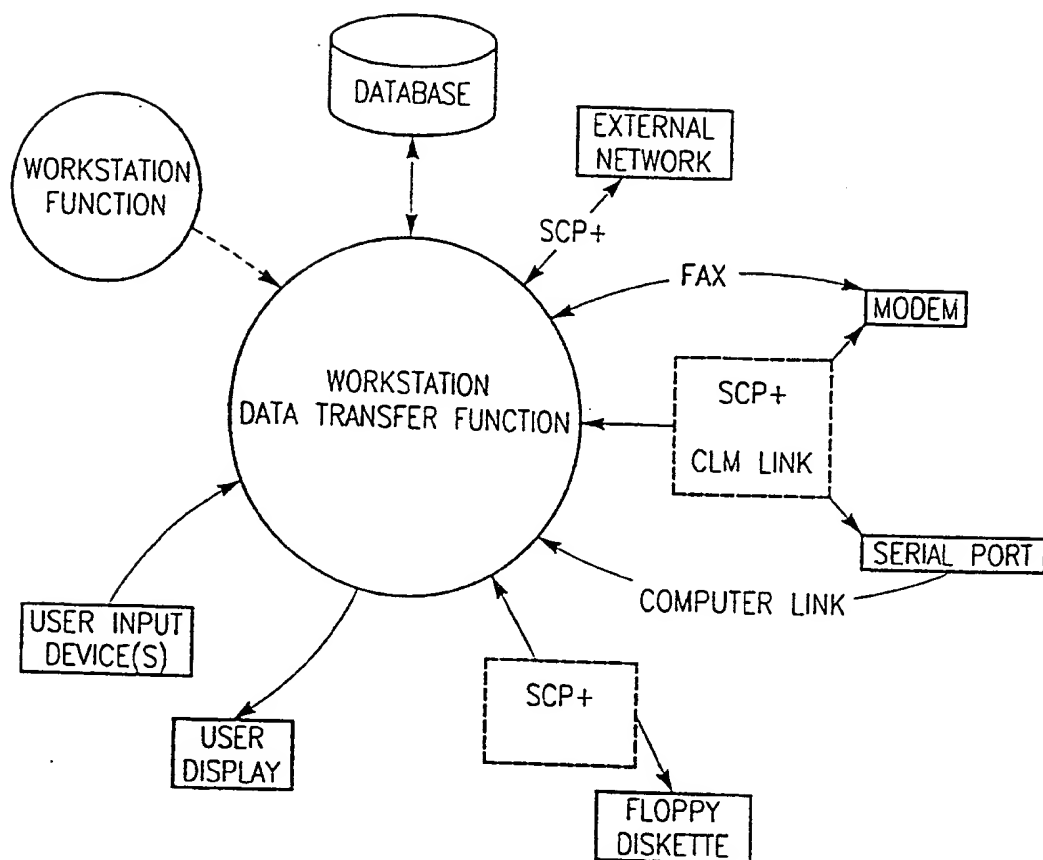 DATABASE
EXTERNAL
NETWORK
WORKSTATION
FUNCTION
SCP+
FAX
MODEM
WORKSTATION
DATA TRANSFER FUNCTION
SCP+
CLM LINK
SERIAL PORT
COMPUTER LINK
USER INPUT
DEVICE(S)
SCP+
USER
DISPLAY
FLOPPY
DISKETTE